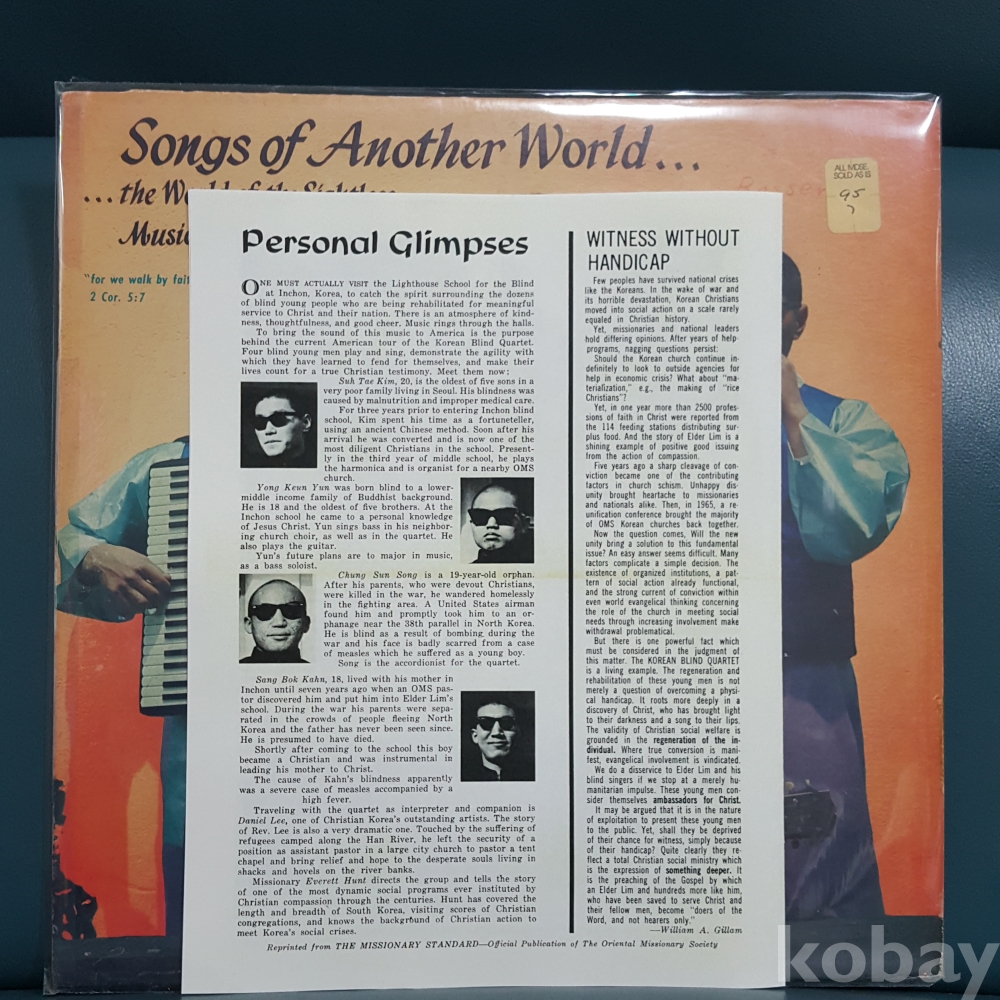 Songs of Another World...
...the World of the Sightless
Music
"for we walk by fai
2 Cor. 5:7
ALL MDSE.
SOLD AS IS
95
Personal Glimpses
ONE MUST ACTUALLY VISIT the Lighthouse School for the Blind
at Inchon, Korea, to catch the spirit surrounding the dozens
of blind young people who are being rehabilitated for meaningful
service to Christ and their nation. There is an atmosphere of kind-
ness, thoughtfulness, and good cheer. Music rings through the halls.
To bring the sound of this music to America is the purpose
behind the current American tour of the Korean Blind Quartet.
Four blind young men play and sing, demonstrate the agility with
which they have learned to fend for themselves, and make their
lives count for a true Christian testimony. Meet them now:
Suh Tae Kim, 20, is the oldest of five sons in a
very poor family living in Seoul. His blindness was
caused by malnutrition and improper medical care.
For three years prior to entering Inchon blind
school, Kim spent his time as a fortuneteller,
using an ancient Chinese method. Soon after his
arrival he was converted and is now one of the
most diligent Christians in the school. Present-
ly in the third year of middle school, he plays
the harmonica and is organist for a nearby OMS
church.
Yong Keun Yun was born blind to a lower-
middle income family of Buddhist background.
He is 18 and the oldest of five brothers. At the
Inchon school he came to a personal knowledge
of Jesus Christ. Yun sings bass in his neighbor-
ing church choir, as well as in the quartet. He
also plays the guitar.
Yun's future plans are to major in music,
as a bass soloist.
Chung Sun Song is a 19-year-old orphan.
After his parents, who were devout Christians,
were killed in the war, he wandered homelessly
in the fighting area. A United States airman
found him and promptly took him to an or-
phanage near the 38th parallel in North Korea.
He is blind as a result of bombing during the
war and his face is badly scarred from a case
of measles which he suffered as a young boy.
Song is the accordionist for the quartet.
Sang Bok Kahn, 18, lived with his mother in
Inchon until seven years ago when an OMS pas-
tor discovered him and put him into Elder Lim's
school. During the war his parents were sepa-
rated in the crowds of people fleeing North
Korea and the father has never been seen since.
He is presumed to have died.
Shortly after coming to the school this boy
became a Christian and was instrumental in
leading his mother to Christ.
The cause of Kahn's blindness apparently
was a severe case of measles accompanied by a
high fever.
Traveling with the quartet as interpreter and companion is
Daniel Lee, one of Christian Korea's outstanding artists. The story
of Rev. Lee is also a very dramatic one. Touched by the suffering of
refugees camped along the Han River, he left the security of a
position as assistant pastor in a large city church to pastor a tent
chapel and bring relief and hope to the desperate souls living in
shacks and hovels on the river banks.
Missionary Everett Hunt directs the group and tells the story
of one of the most dynamic social programs ever instituted by
Christian compassion through the centuries. Hunt has covered the
length and breadth of South Korea, visiting scores of Christian
congregations, and knows the background of Christian action to
meet Korea's social crises.
WITNESS WITHOUT
HANDICAP
Few peoples have survived national crises
like the Koreans. In the wake of war and
its horrible devastation, Korean Christians
moved into social action on a scale rarely
equaled in Christian history.
Yet, missionaries and national leaders
hold differing opinions. After years of help-
programs, nagging questions persist:
Should the Korean church continue in-
definitely to look to outside agencies for
help in economic crisis? What about "ma-
terialization," e.g., the making of "rice
Christians"?
Yet, in one year more than 2500 profes-
sions of faith in Christ were reported from
the 114 feeding stations distributing sur-
plus food. And the story of Elder Lim is a
shining example of positive good issuing
from the action of compassion.
Five years ago a sharp cleavage of con-
viction became one of the contributing
factors in church schism. Unhappy dis-
unity brought heartache to missionaries
and nationals alike. Then, in 1965, a re-
unification conference brought the majority
of OMS Korean churches back together.
Now the question comes, Will the new
unity bring a solution to this fundamental
issue? An easy answer seems difficult. Many
factors complicate a simple decision. The
existence of organized institutions, a pat-
tern of social action already functional,
and the strong current of conviction within
even world evangelical thinking concerning
the role of the church in meeting social
needs through increasing involvement make
withdrawal problematical.
But there is one powerful fact which
must be considered in the judgment of
this matter. The KOREAN BLIND QUARTET
is a living example. The regeneration and
rehabilitation of these young men is not
merely a question of overcoming a physi-
cal handicap. It roots more deeply in a
discovery of Christ, who has brought light
to their darkness and a song to their lips.
The validity of Christian social welfare is
grounded in the regeneration of the in-
dividual. Where true conversion is mani-
fest, evangelical involvement is vindicated.
We do a disservice to Elder Lim and his
blind singers if we stop at a merely hu-
manitarian impulse. These young men con-
sider themselves ambassadors for Christ.
It may be argued that it is in the nature
of exploitation to present these young men
to the public. Yet, shall they be deprived
of their chance for witness, simply because
of their handicap? Quite clearly they re-
flect a total Christian social ministry which
is the expression of something deeper. It
is the preaching of the Gospel by which
an Elder Lim and hundreds more like him,
who have been saved to serve Christ and
their fellow men, become "doers of the
Word, and not hearers only."
—William A. Gillam
Reprinted from THE MISSIONARY STANDARD—Official Publication of The Oriental Missionary Society
kobay